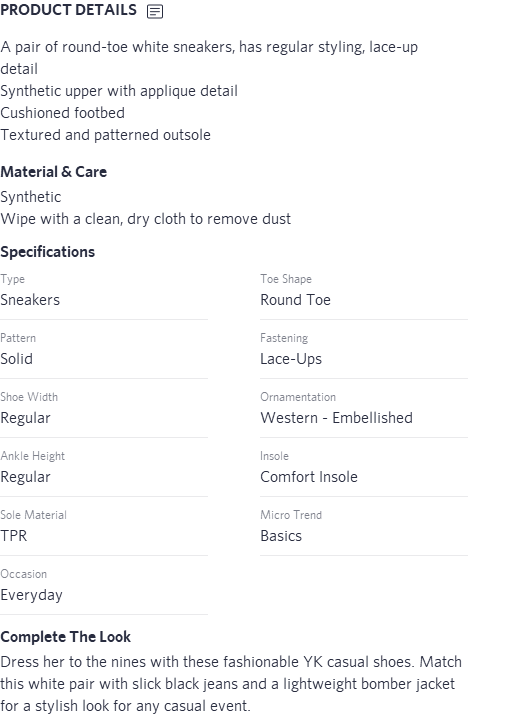 PRODUCT DETAILS
A pair of round-toe white sneakers, has regular styling, lace-up
detail
Synthetic upper with applique detail
Cushioned footbed
Textured and patterned outsole
Material & Care
Synthetic
Wipe with a clean, dry cloth to remove dust
Specifications
Type
Sneakers
Toe Shape
Round Toe
Pattern
Solid
Fastening
Lace-Ups
Shoe Width
Regular
Ornamentation
Western - Embellished
Ankle Height
Regular
Insole
Comfort Insole
Sole Material
TPR
Micro Trend
Basics
Occasion
Everyday
Complete The Look
Dress her to the nines with these fashionable YK casual shoes. Match
this white pair with slick black jeans and a lightweight bomber jacket
for a stylish look for any casual event.